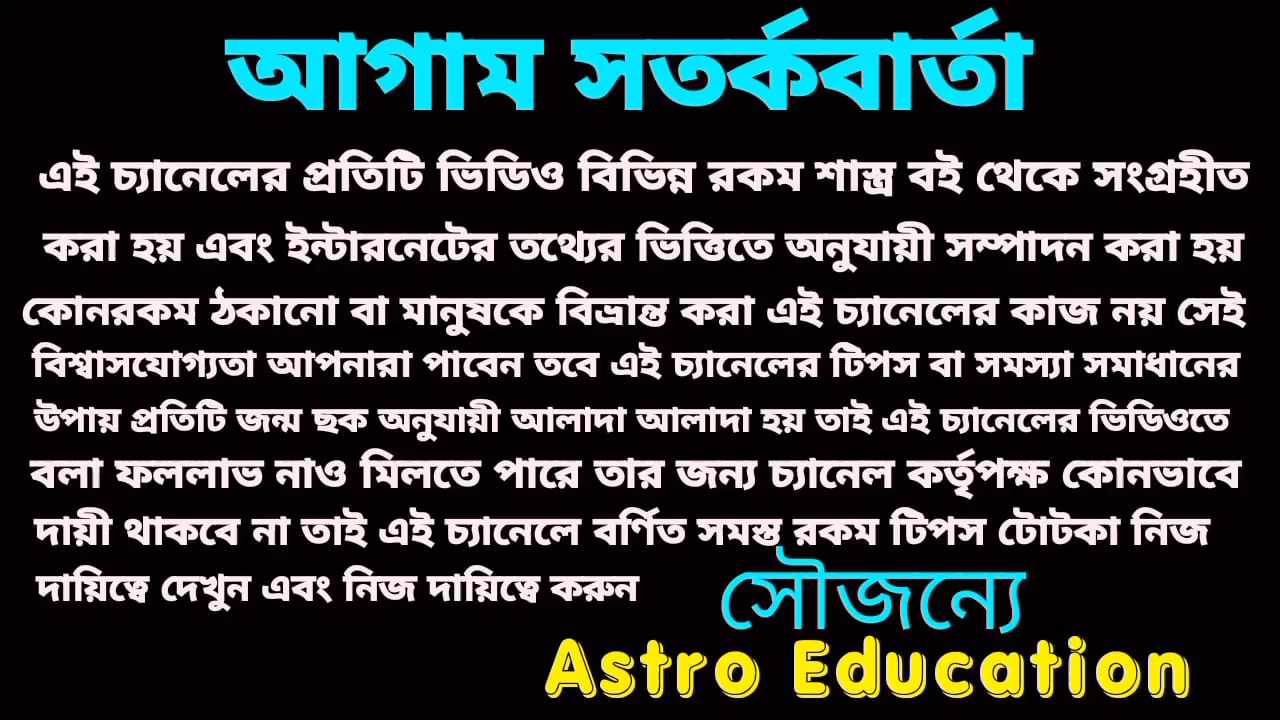 আগাম সতর্কবার্তা
এই চ্যানেলের প্রতিটি ভিডিও বিভিন্ন রকম শাস্ত্র বই থেকে সংগ্রহীত
করা হয় এবং ইন্টারনেটের তথ্যের ভিত্তিতে অনুযায়ী সম্পাদন করা হয়
কোনরকম ঠকানো বা মানুষকে বিভ্রান্ত করা এই চ্যানেলের কাজ নয় সেই
বিশ্বাসযোগ্যতা আপনারা পাবেন তবে এই চ্যানেলের টিপস বা সমস্যা সমাধানের
উপায় প্রতিটি জন্ম ছক অনুযায়ী আলাদা আলাদা হয় তাই এই চ্যানেলের ভিডিওতে
বলা ফললাভ নাও মিলতে পারে তার জন্য চ্যানেল কর্তৃপক্ষ কোনভাবে
দায়ী থাকবে না তাই এই চ্যানেলে বর্ণিত সমস্ত রকম টিপস টোটকা নিজ
দায়িত্বে দেখুন এবং নিজ দায়িত্বে করুন
সৌজন্যে
Astro Education